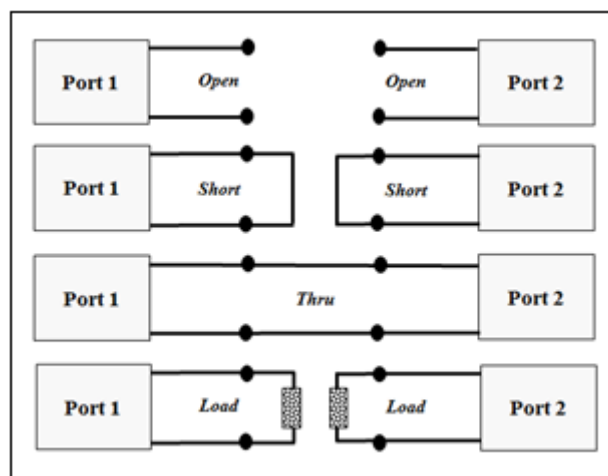 Port 1 Open Open Port 2
Port 1 Short Short Port 2
Port 1 Thru Port 2
Port 1 Load Load Port 2